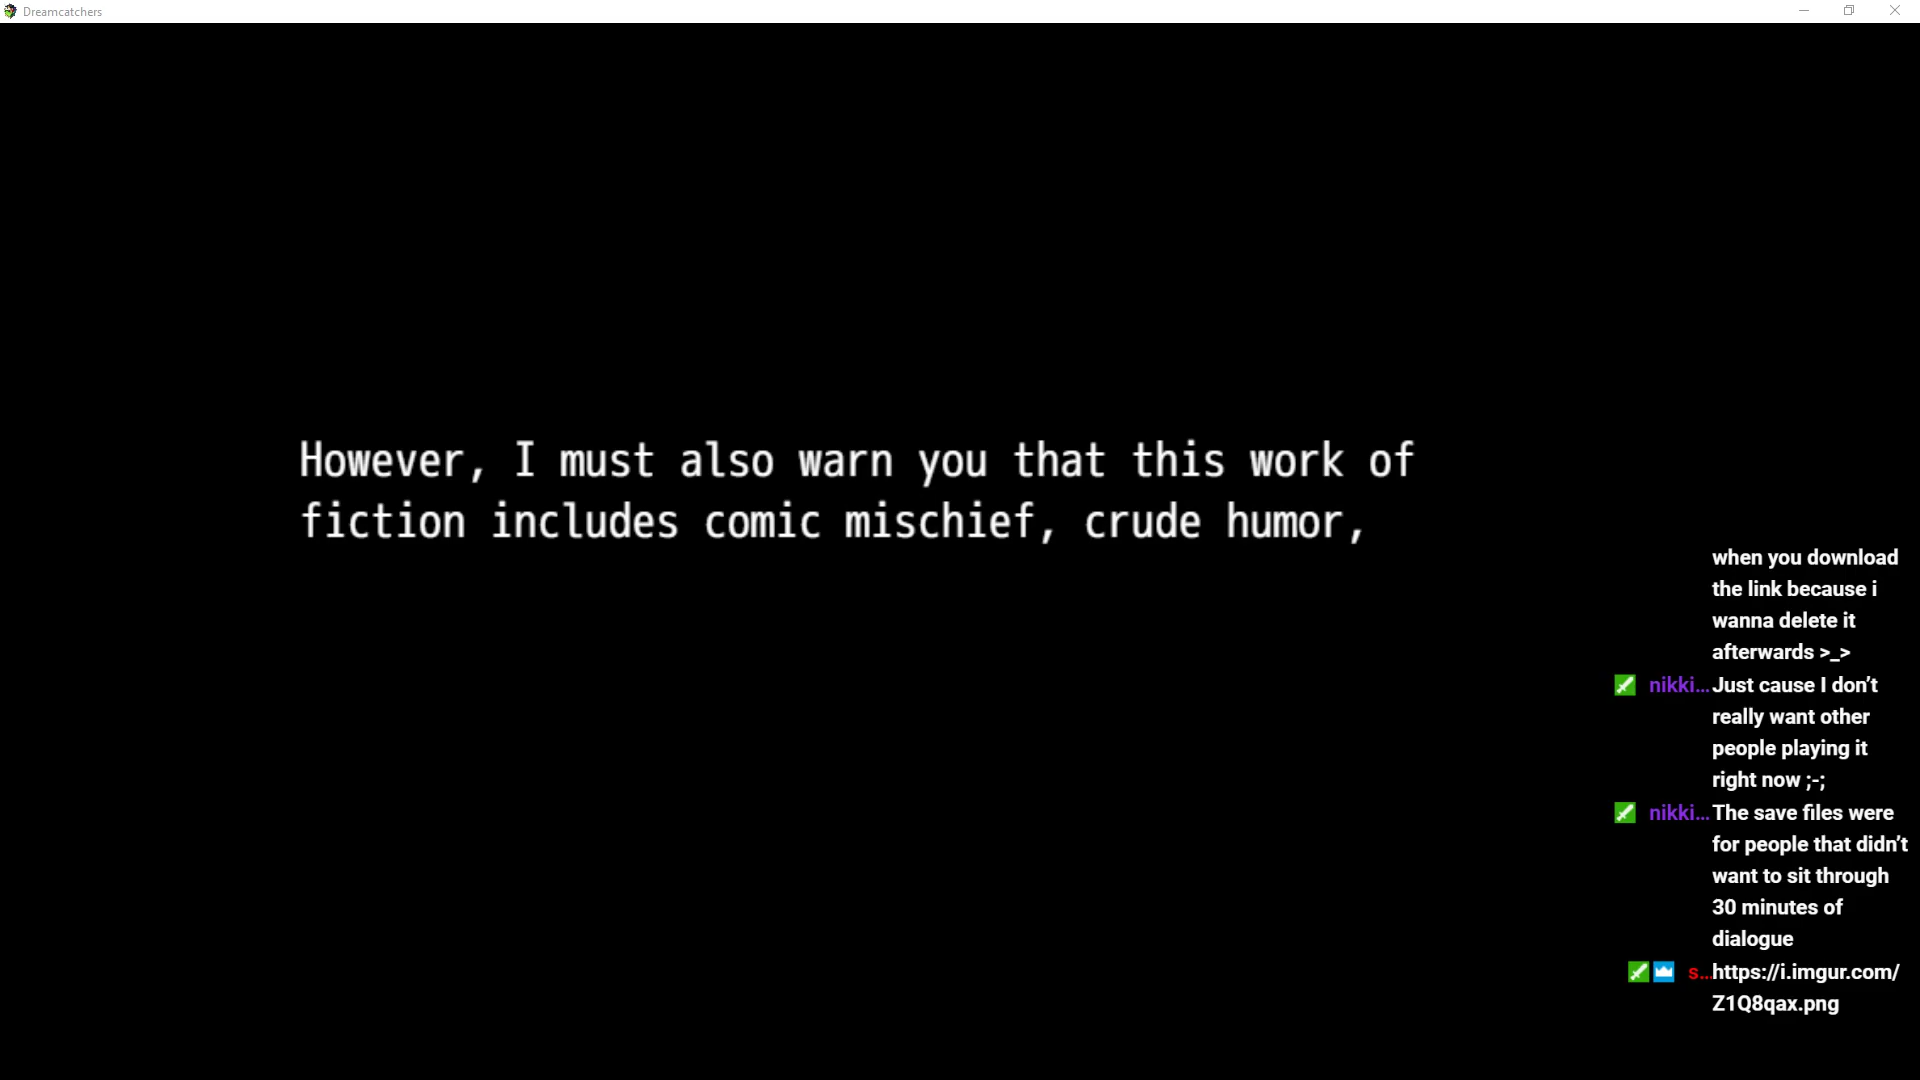 Dreamcatchers
However, I must also warn you that this work of
fiction includes comic mischief, crude humor,
when you download
the link because i
wanna delete it
afterwards >_>
nikki... Just cause I don't
really want other
people playing it
right now ;-;
nikki... The save files were
for people that didn't
want to sit through
30 minutes of
dialogue
s... https://i.imgur.com/
Z1Q8qax.png